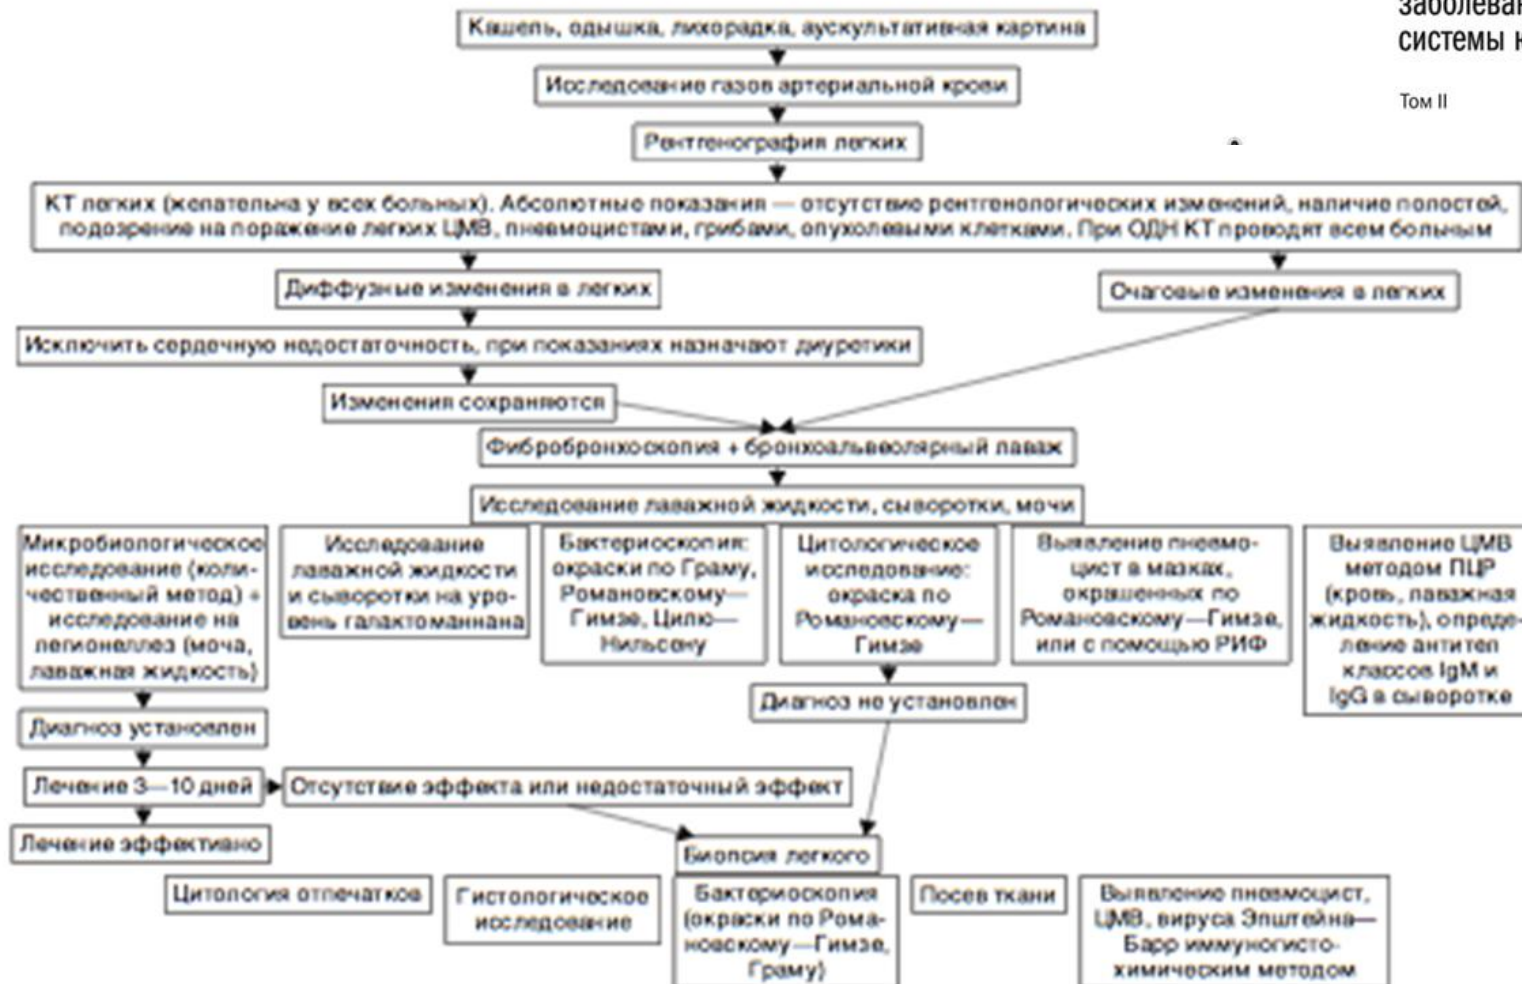 заболеван
системы к
Том II
Кашель, одышка, лихорадка, аускультативная картина
Исследование газов артериальной крови
Рентгенография легких
КТ легких (желательна у всех больных). Абсолютные показания — отсутствие рентгенологических изменений, наличие полостей,
подозрение на поражение легких ЦМВ, пневмоцистами, грибами, опухолевыми клетками. При ОДН КТ проводят всем больным
Диффузные изменения в легких
Очаговые изменения в легких
Исключить сердечную недостаточность, при показаниях назначают диуретики
Изменения сохраняются
Фибробронхоскопия + бронхоальвеолярный лаваж
Исследование лаважной жидкости, сыворотки, мочи
Микробиологическое
исследование (коли-
чественный метод) +
исследование на
легионеллез (моча,
лаважная жидкость)
Исследование
лаважной жидкости
и сыворотки на уро-
вень галактоманнана
Бактериоскопия:
окраски по Граму,
Романовскому—
Гимзе, Цилю—
Нильсену
Цитологическое
исследование:
окраска по
Романовскому—
Гимзе
Выявление пневмо-
цист в мазках,
окрашенных по
Романовскому—Гимзе,
или с помощью РИФ
Выявление ЦМВ
методом ПЦР
(кровь, лаважная
жидкость), опреде-
ление антител
классов IgM и
IgG в сыворотке
Диагноз установлен
Диагноз не установлен
Лечение 3—10 дней
Отсутствие эффекта или недостаточный эффект
Лечение эффективно
Биопсия легкого
Цитология отпечатков
Гистологическое
исследование
Бактериоскопия
(окраски по Рома-
новскому—Гимзе,
Граму)
Посев ткани
Выявление пневмоцист,
ЦМВ, вируса Эпштейна—
Барр иммуногисто-
химическим методом